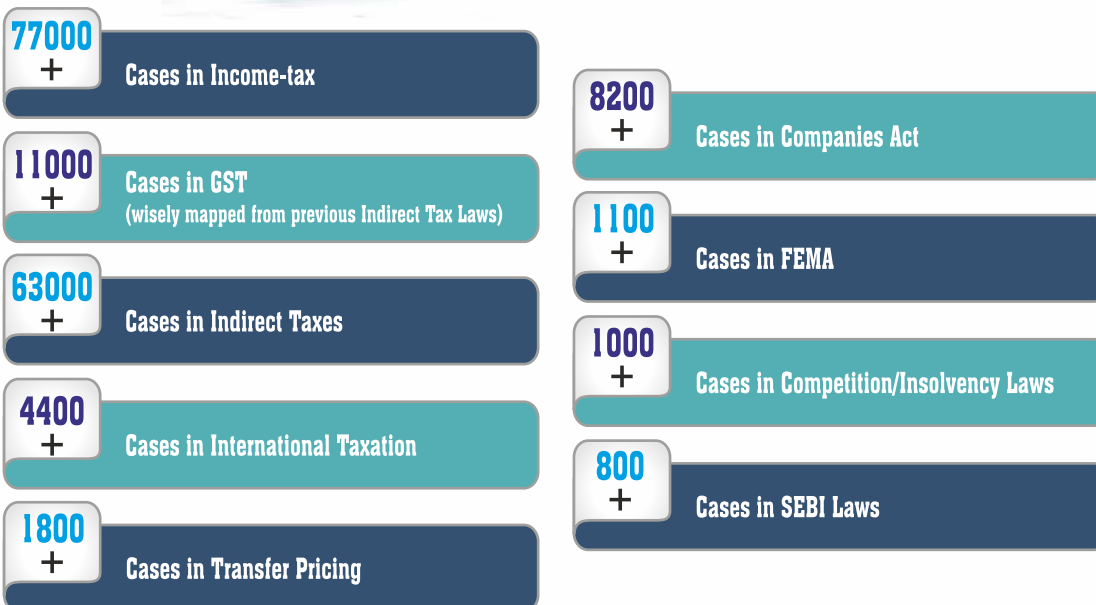 77000
+
Cases in Income-tax
11000
+
Cases in GST
(wisely mapped from previous Indirect Tax Laws)
63000
+
Cases in Indirect Taxes
4400
+
Cases in International Taxation
1800
+
Cases in Transfer Pricing
8200
+
Cases in Companies Act
1100
+
Cases in FEMA
1000
+
Cases in Competition/Insolvency Laws
800
+
Cases in SEBI Laws